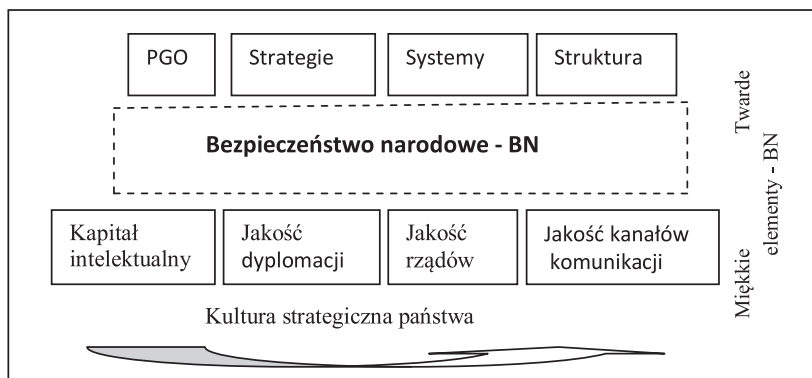 PGO
Strategie
Systemy
Struktura
Bezpieczeństwo narodowe - BN
Kapitał
intelektualny
Jakość
dyplomacji
Jakość
rządów
Jakość kanałów
komunikacji
Kultura strategiczna państwa
Miękkie
Twarde
elementy - BN